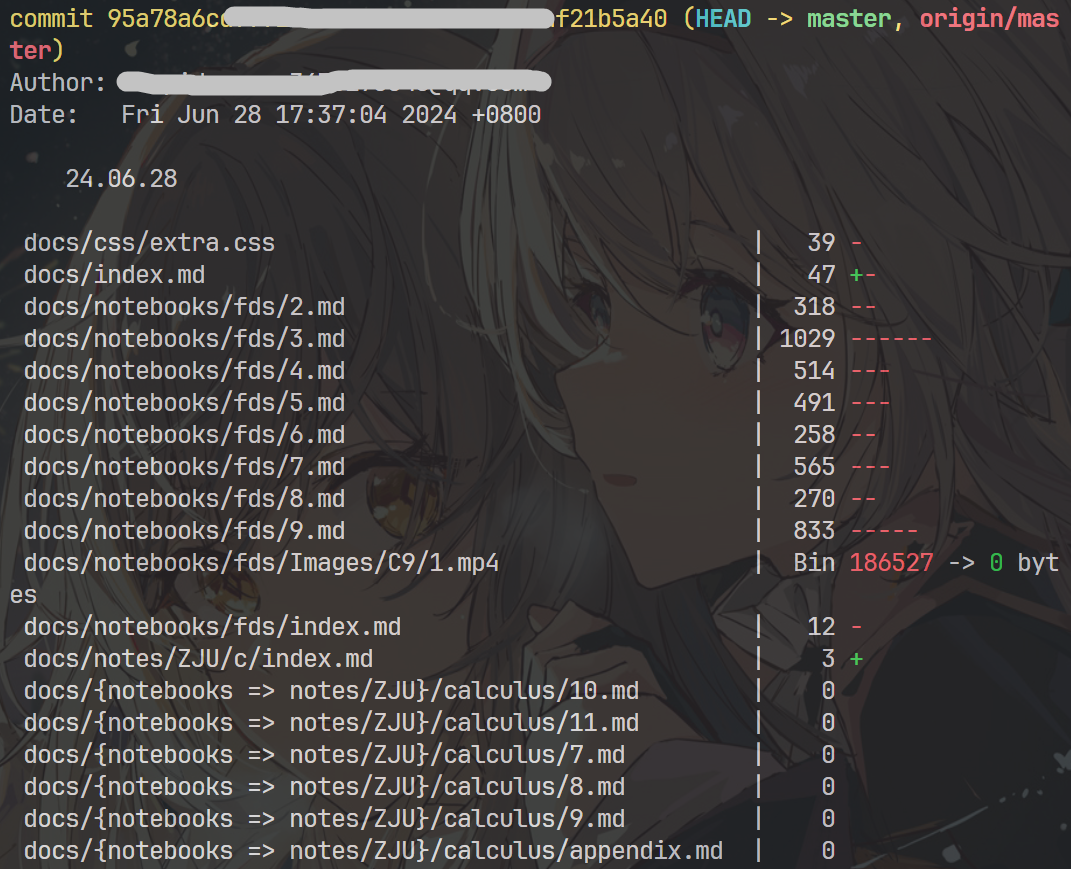 commit 95a78a6c f21b5a40 (HEAD -> master, origin/mas
ter)
Author:
Date:   Fri Jun 28 17:37:04 2024 +0800
24.06.28
docs/css/extra.css | 39 -
docs/index.md | 47 +-
docs/notebooks/fds/2.md | 318 --
docs/notebooks/fds/3.md | 1029 ------
docs/notebooks/fds/4.md | 514 ---
docs/notebooks/fds/5.md | 491 ---
docs/notebooks/fds/6.md | 258 --
docs/notebooks/fds/7.md | 565 ---
docs/notebooks/fds/8.md | 270 --
docs/notebooks/fds/9.md | 833 -----
docs/notebooks/fds/Images/C9/1.mp4 | Bin 186527 -> 0 byt
es
docs/notebooks/fds/index.md | 12 -
docs/notes/ZJU/c/index.md | 3 +
docs/{notebooks => notes/ZJU}/calculus/10.md | 0
docs/{notebooks => notes/ZJU}/calculus/11.md | 0
docs/{notebooks => notes/ZJU}/calculus/7.md | 0
docs/{notebooks => notes/ZJU}/calculus/8.md | 0
docs/{notebooks => notes/ZJU}/calculus/9.md | 0
docs/{notebooks => notes/ZJU}/calculus/appendix.md | 0